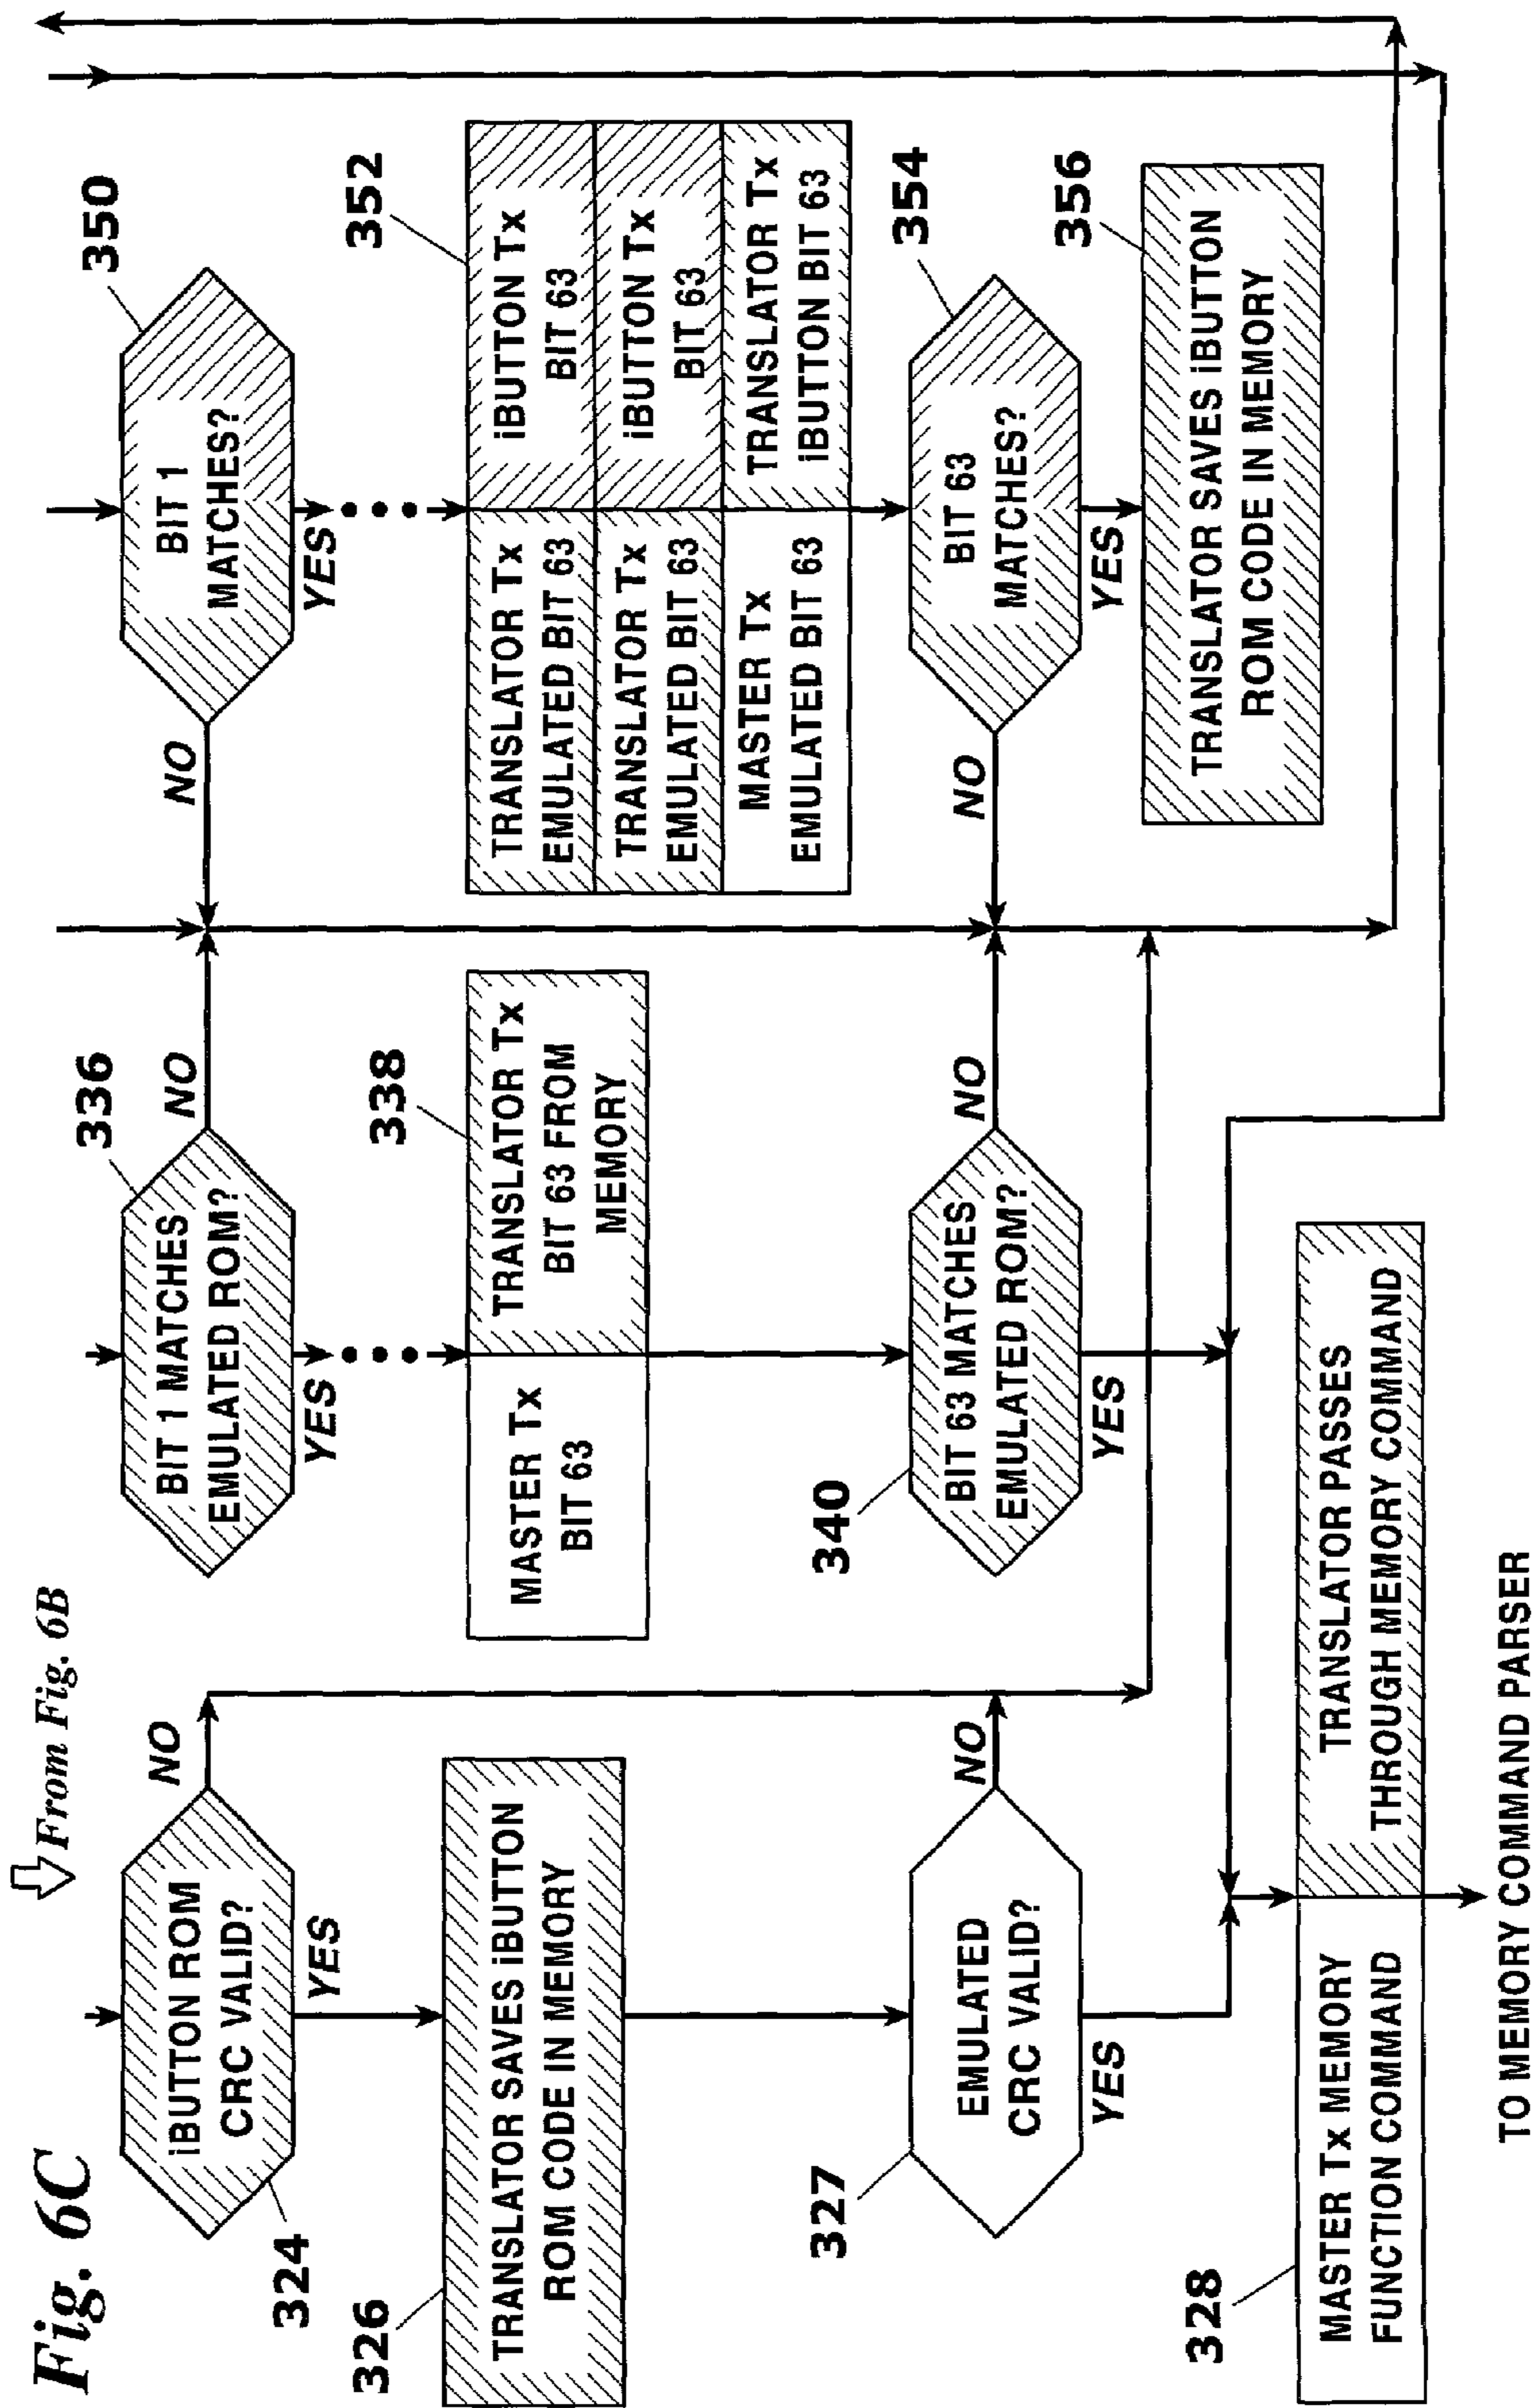 Fig. 6C
From Fig. 6B
324
iBUTTON ROM
CRC VALID?
NO
YES
326
TRANSLATOR SAVES iBUTTON
ROM CODE IN MEMORY
327
EMULATED
CRC VALID?
NO
YES
328
MASTER Tx MEMORY
FUNCTION COMMAND
TRANSLATOR PASSES
THROUGH MEMORY COMMAND
TO MEMORY COMMAND PARSER
336
BIT 1 MATCHES
EMULATED ROM?
NO
YES
338
MASTER Tx
BIT 63
TRANSLATOR Tx
BIT 63 FROM
MEMORY
340
BIT 63 MATCHES
EMULATED ROM?
NO
YES
350
BIT 1
MATCHES?
NO
YES
352
TRANSLATOR Tx
EMULATED BIT 63
iBUTTON Tx
BIT 63
TRANSLATOR Tx
EMULATED BIT 63
iBUTTON Tx
BIT 63
MASTER Tx
EMULATED BIT 63
TRANSLATOR Tx
iBUTTON BIT 63
354
BIT 63
MATCHES?
NO
YES
356
TRANSLATOR SAVES iBUTTON
ROM CODE IN MEMORY